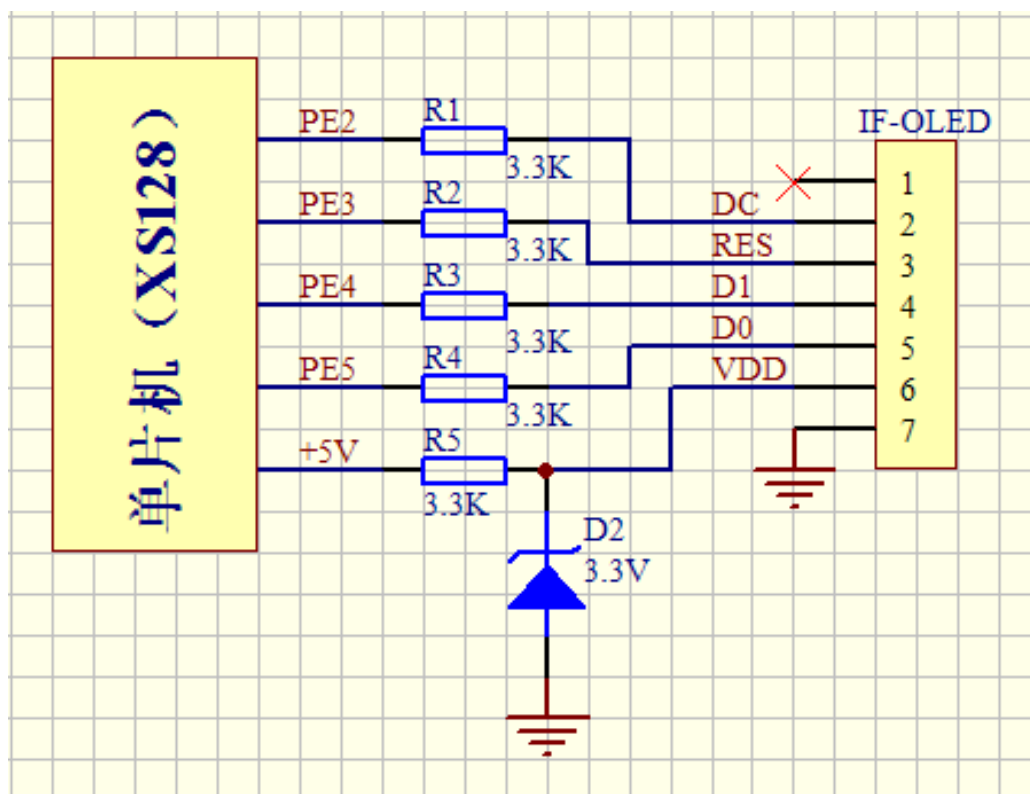 单片机（XS128）
PE2
R1
3.3K
PE3
R2
3.3K
PE4
R3
3.3K
PE5
R4
3.3K
+5V
R5
3.3K
D2
3.3V
IF-OLED
DC
RES
D1
D0
VDD
1
2
3
4
5
6
7